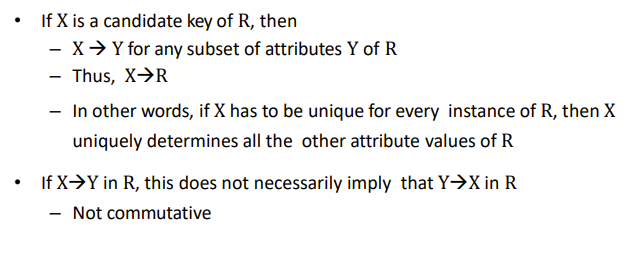 • If X is a candidate key of R, then
– X → Y for any subset of attributes Y of R
– Thus, X→R
– In other words, if X has to be unique for every instance of R, then X
uniquely determines all the other attribute values of R
• If X→Y in R, this does not necessarily imply that Y→X in R
– Not commutative